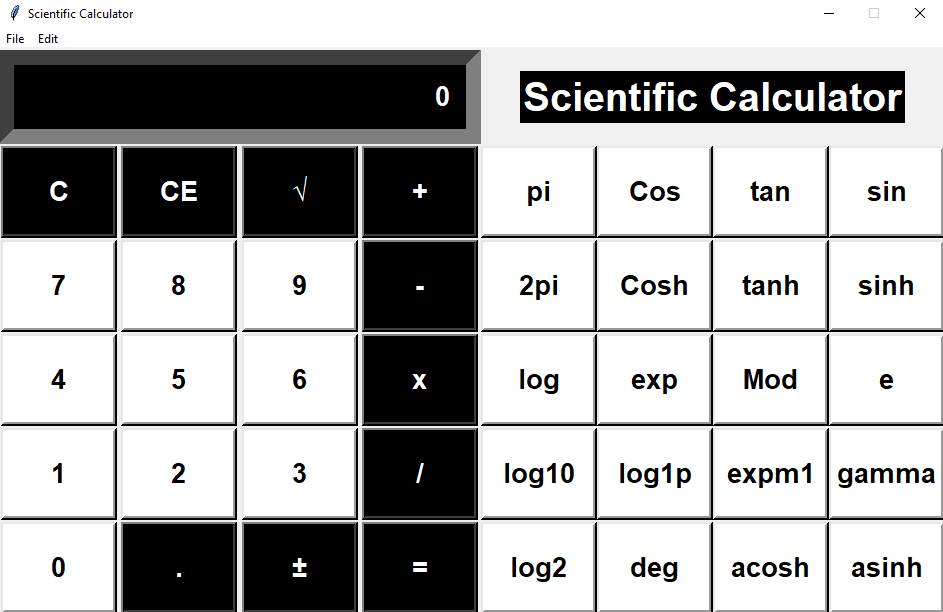 Scientific Calculator
File Edit
0 Scientific Calculator
C CE √ + pi Cos tan sin
7 8 9 - 2pi Cosh tanh sinh
4 5 6 x log exp Mod e
1 2 3 / log10 log1p expm1 gamma
0 . ± = log2 deg acosh asinh